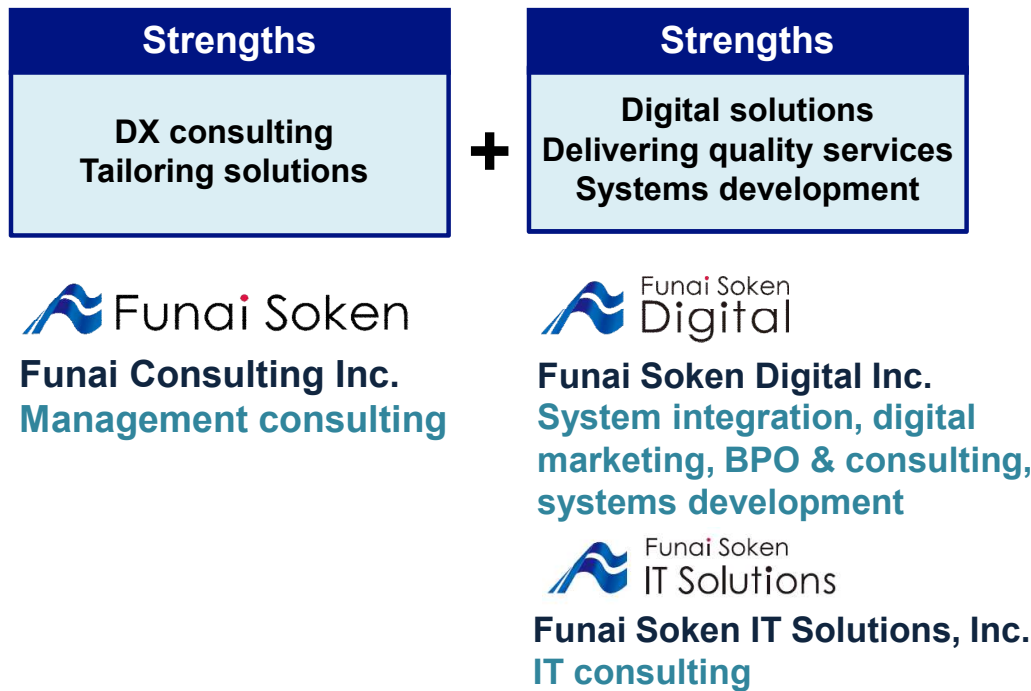 Strengths
DX consulting
Tailoring solutions
+
Strengths
Digital solutions
Delivering quality services
Systems development
Funai Soken
Funai Consulting Inc.
Management consulting
Funai Soken
Digital
Funai Soken Digital Inc.
System integration, digital
marketing, BPO & consulting,
systems development
Funai Soken
IT Solutions
Funai Soken IT Solutions, Inc.
IT consulting